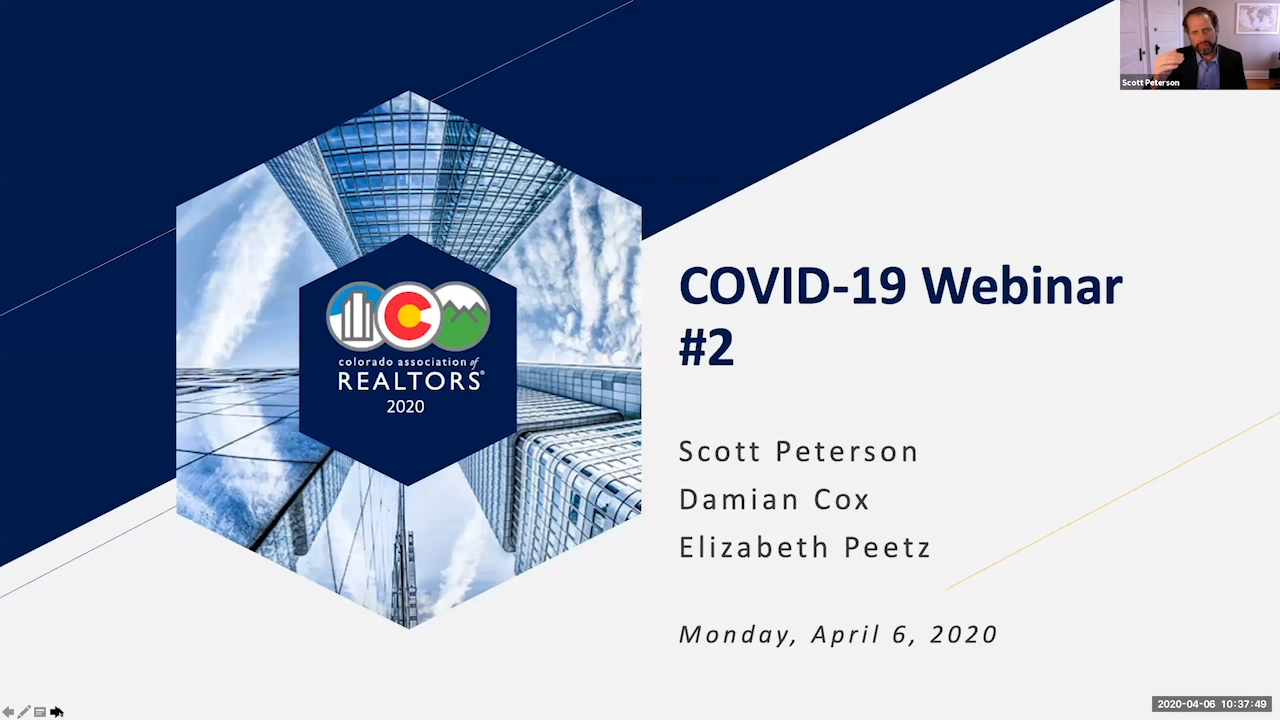 Scott Peterson
COVID-19 Webinar
#2
colorado association of
REALTORS®
2020
Scott Peterson
Damian Cox
Elizabeth Peetz
Monday, April 6, 2020
2020-04-06 10:37:49